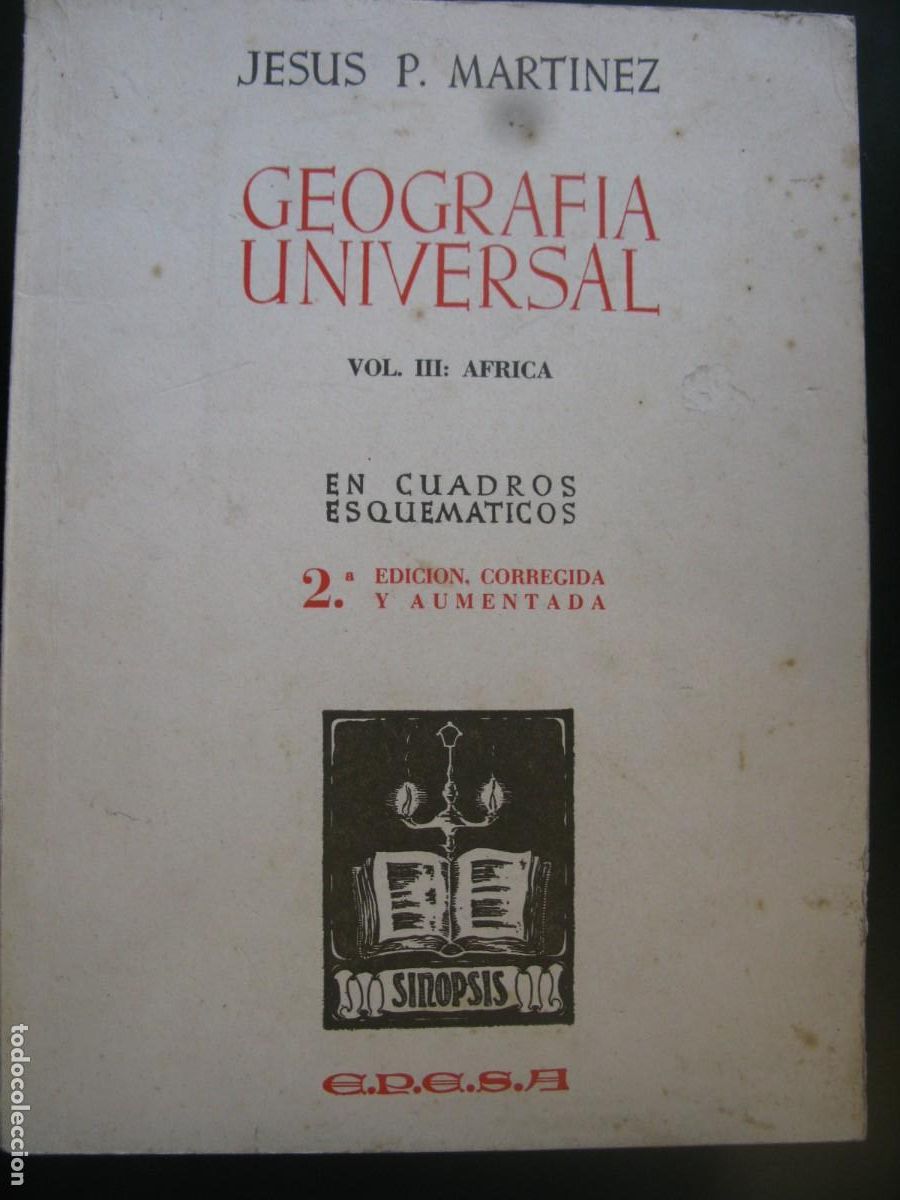 JESUS P. MARTINEZ
GEOGRAFIA
UNIVERSAL
VOL. III: AFRICA
EN CUADROS
ESQUEMATICOS
2.ª EDICION, CORREGIDA
Y AUMENTADA
SINOPSIS
E.P.E.S.A
todocoleccion